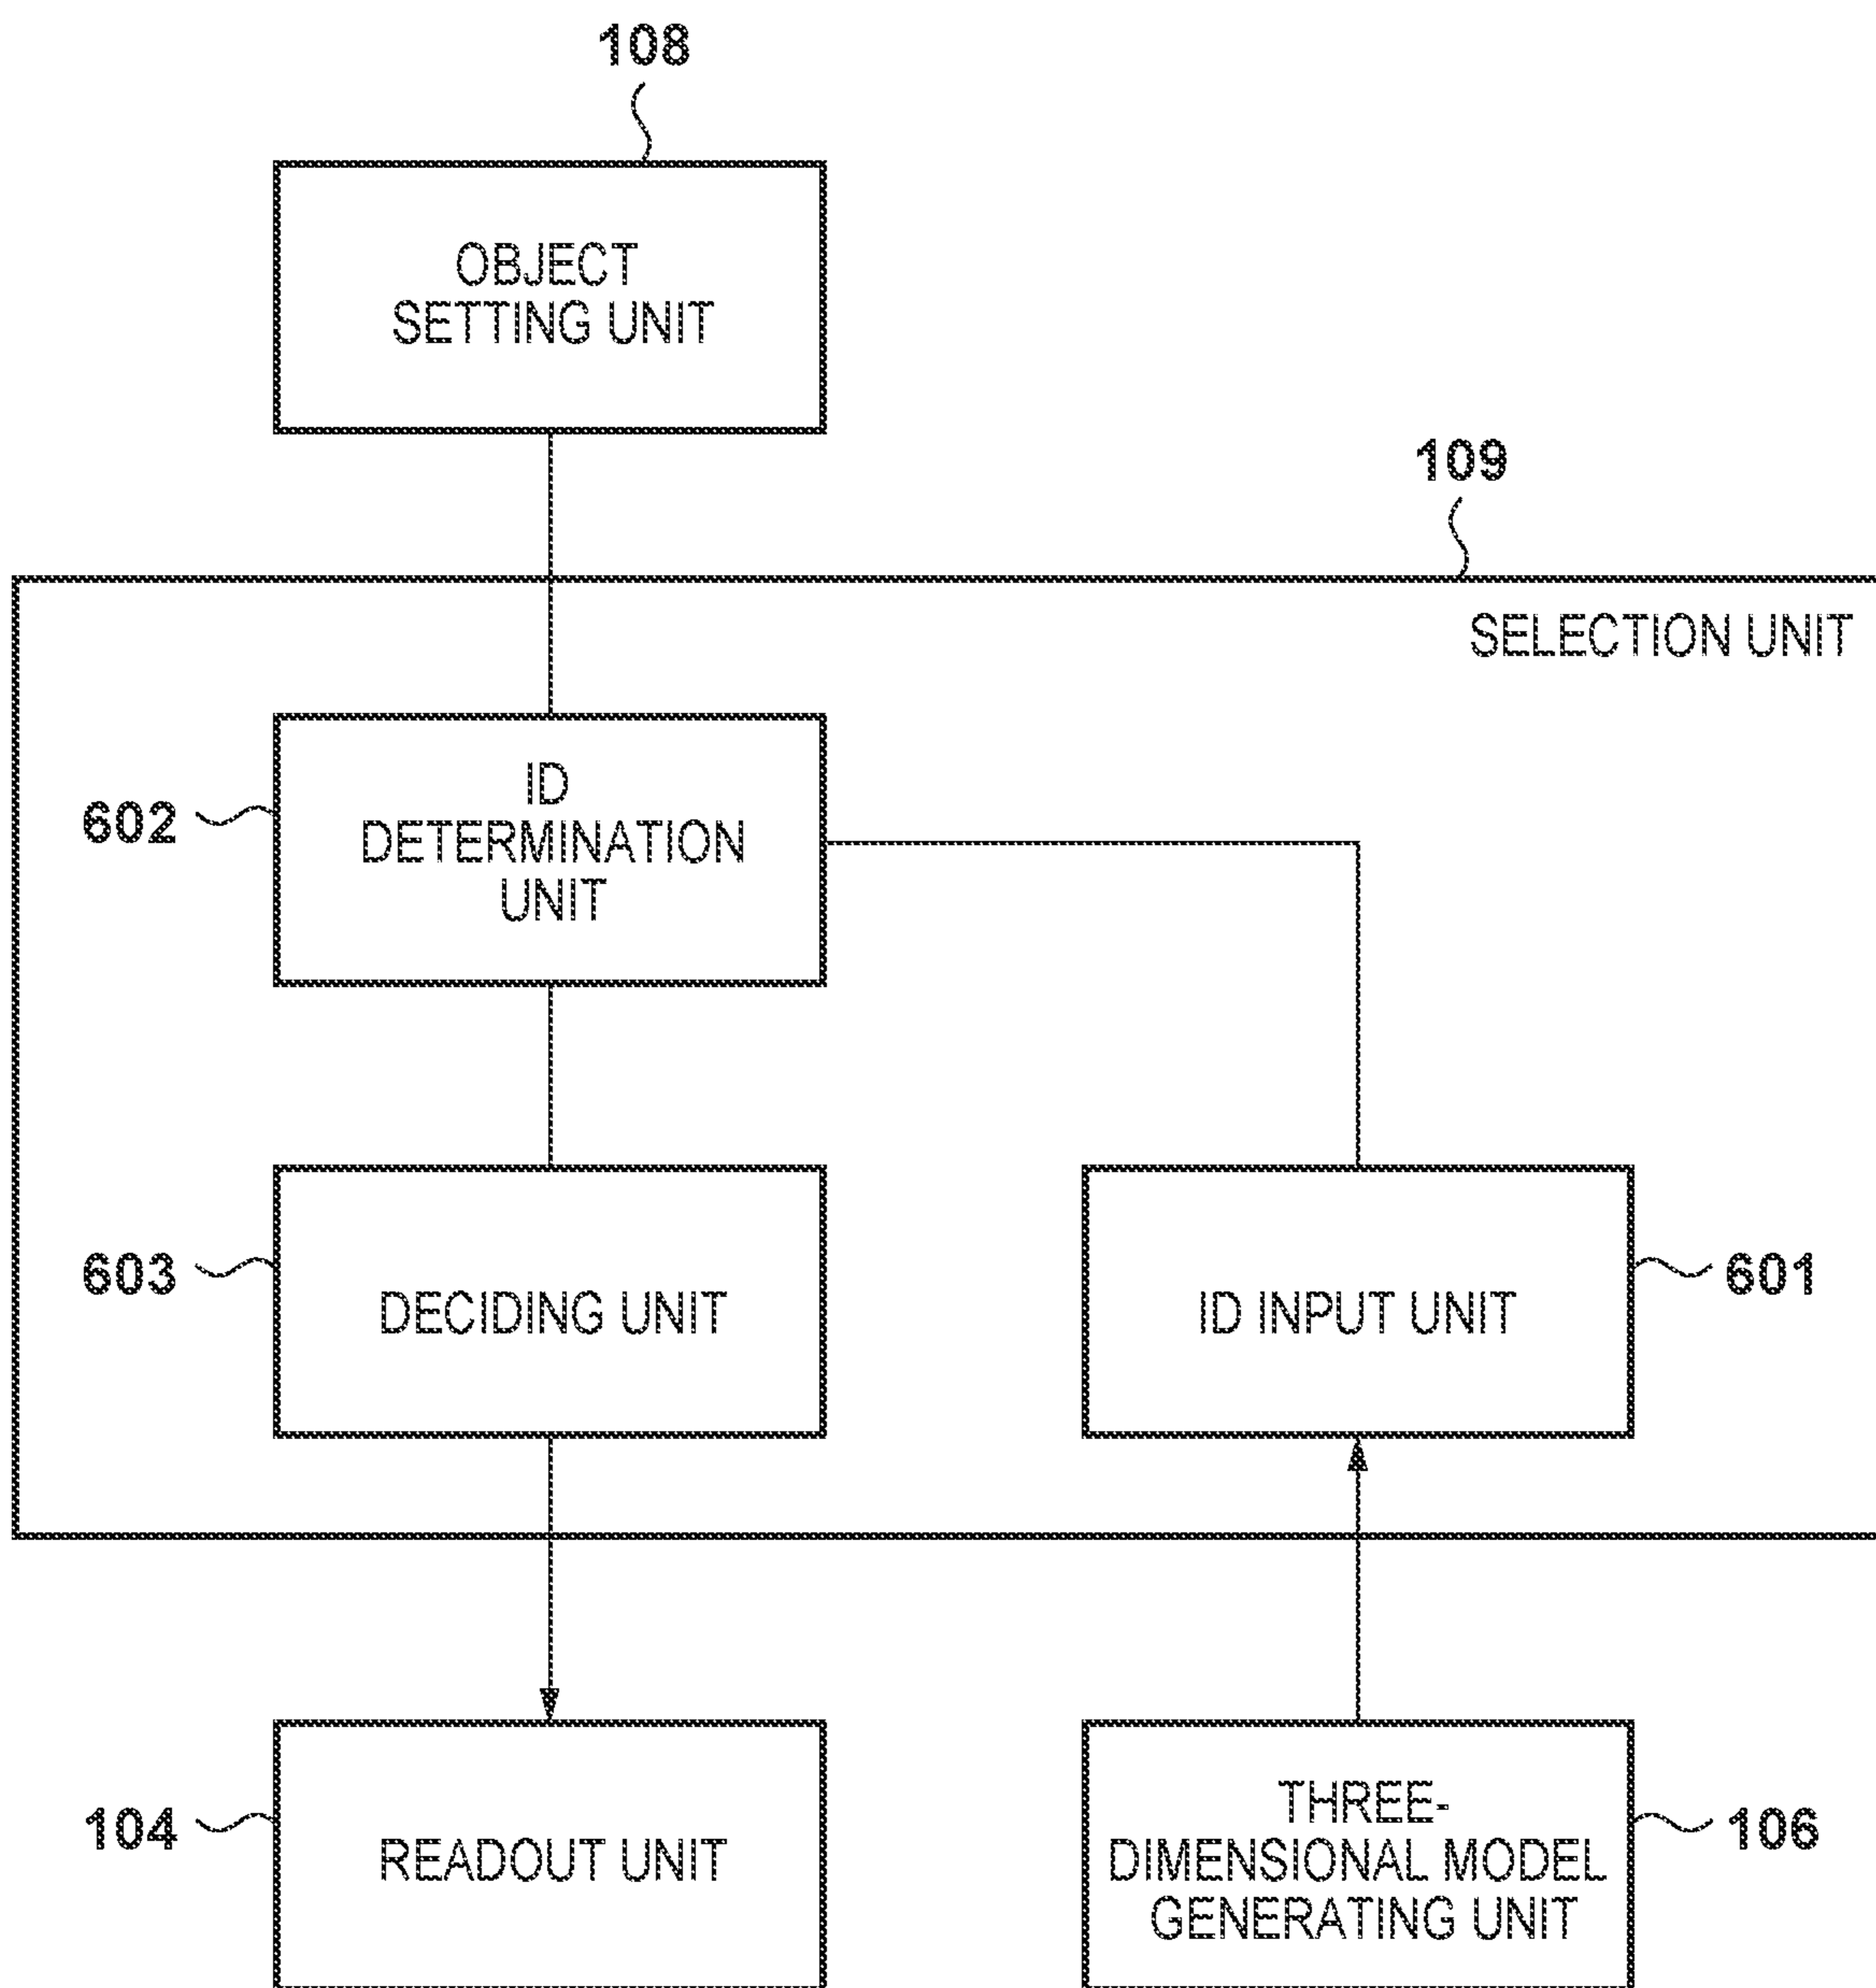 108
OBJECT
SETTING UNIT
109
SELECTION UNIT
602
ID
DETERMINATION
UNIT
603
DECIDING UNIT
ID INPUT UNIT
601
104
READOUT UNIT
THREE-
DIMENSIONAL MODEL
GENERATING UNIT
106